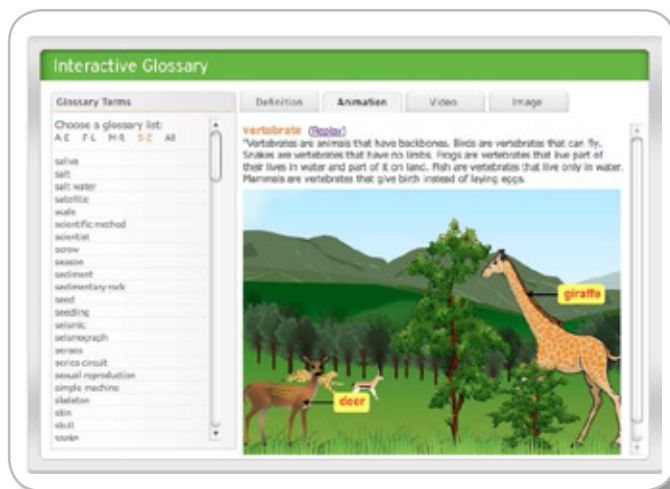 Interactive Glossary
Glossary Terms
Choose a glossary list:
A-E F-L M-R S-Z All
saliva
salt
salt water
satellite
scale
scientific method
scientist
screw
season
sediment
sedimentary rock
seed
seedling
seismic
seismograph
senses
series circuit
sexual reproduction
simple machine
skeleton
skin
skull
snake
Definition Animation Video Image
vertebrate (Replay)
"Vertebrates are animals that have backbones. Birds are vertebrates that can fly.
Snakes are vertebrates that have no limbs. Frogs are vertebrates that live part of
their lives in water and part of it on land. Fish are vertebrates that live only in water.
Mammals are vertebrates that give birth instead of laying eggs.
giraffe
deer